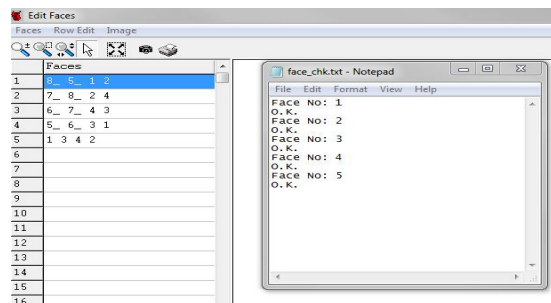 Edit Faces
Faces Row Edit Image
Faces
1 8_ 5_ 1 2
2 7_ 8_ 2 4
3 6_ 7_ 4 3
4 5_ 6_ 3 1
5 1 3 4 2
6
7
8
9
10
11
12
13
14
15
16
face_chk.txt - Notepad
File Edit Format View Help
Face No: 1
O.K.
Face No: 2
O.K.
Face No: 3
O.K.
Face No: 4
O.K.
Face No: 5
O.K.